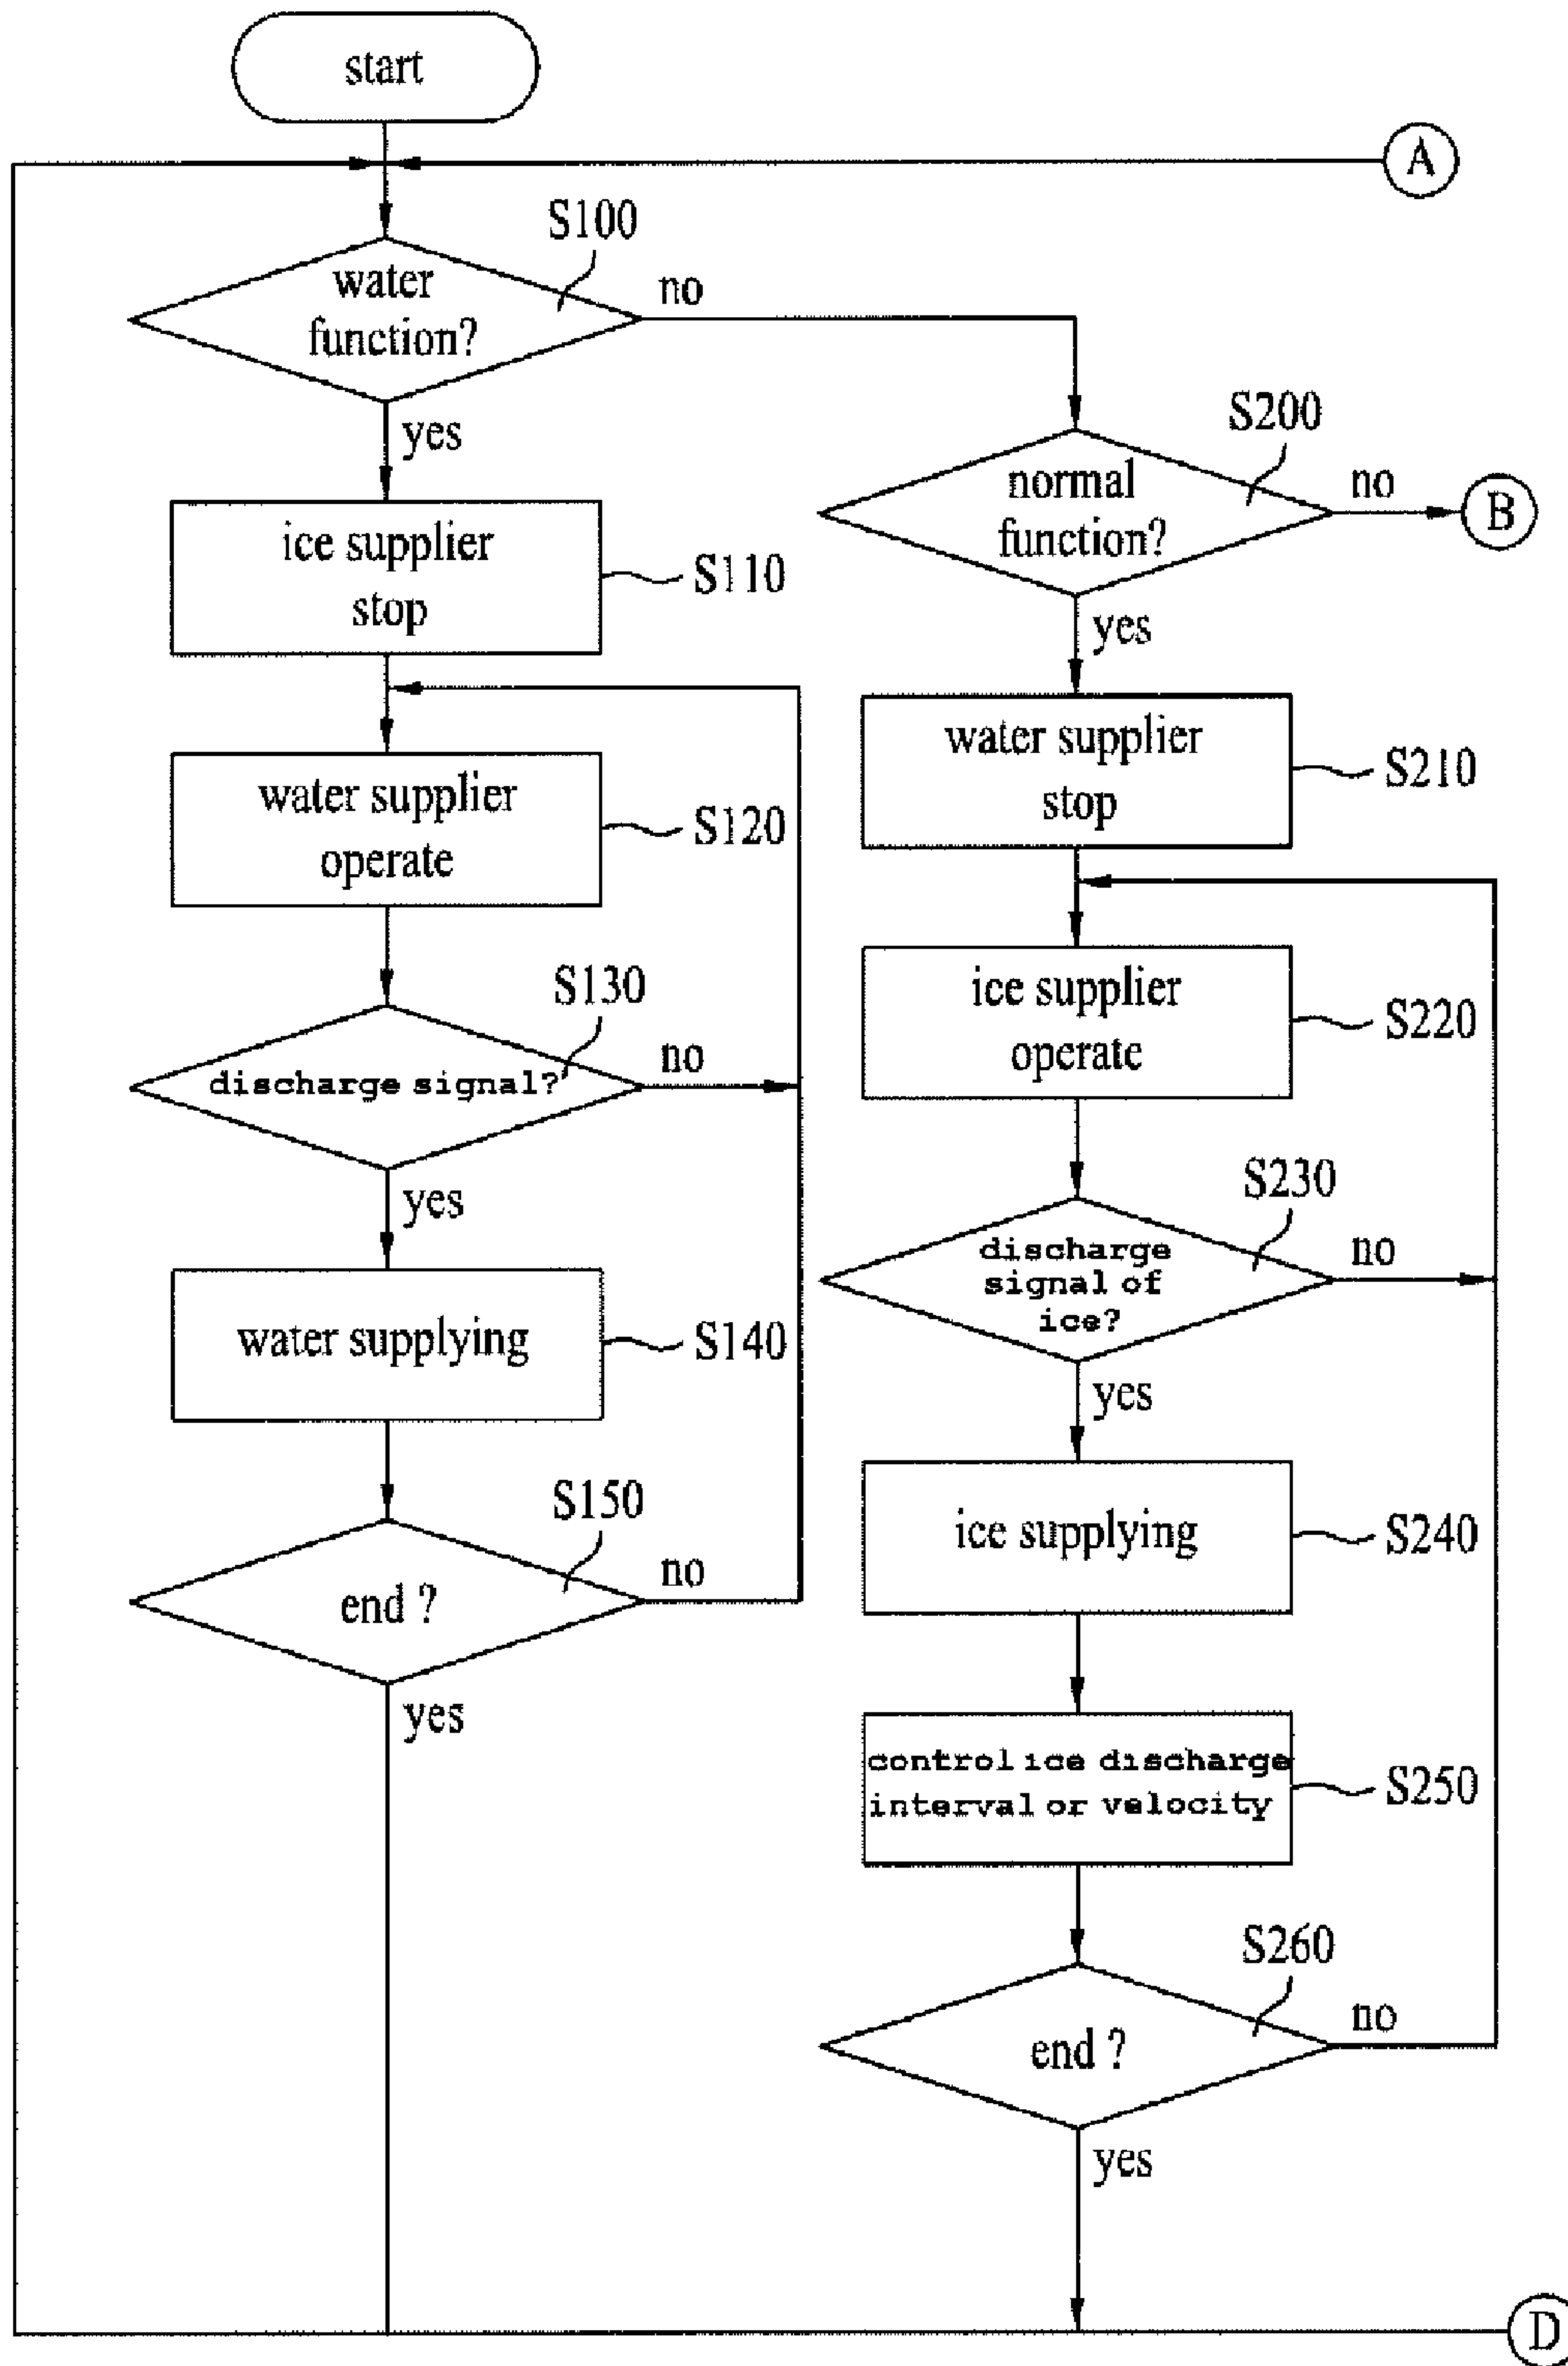 start
A
S100
water
function?
no
yes
S200
normal
function?
no
B
yes
ice supplier
stop
S110
water supplier
stop
S210
water supplier
operate
S120
ice supplier
operate
S220
S130
discharge signal?
no
yes
S230
discharge
signal of
ice?
no
yes
water supplying
S140
ice supplying
S240
S150
end ?
no
yes
control ice discharge
interval or velocity
S250
S260
end ?
no
yes
D